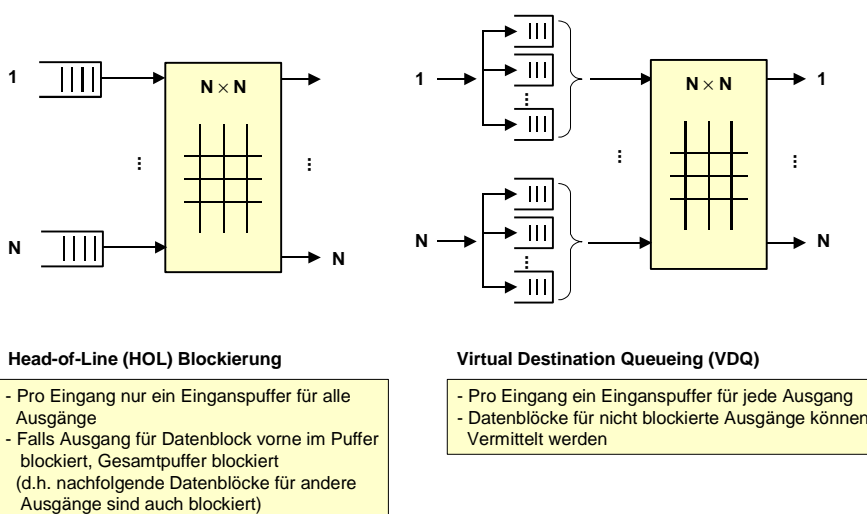 1
N × N
...
...
N
N
1
...
N × N
1
...
...
N
...
N
Head-of-Line (HOL) Blockierung
- Pro Eingang nur ein Einganspuffer für alle
Ausgänge
- Falls Ausgang für Datenblock vorne im Puffer
blockiert, Gesamtpuffer blockiert
(d.h. nachfolgende Datenblöcke für andere
Ausgänge sind auch blockiert)
Virtual Destination Queueing (VDQ)
- Pro Eingang ein Einganspuffer für jede Ausgang
- Datenblöcke für nicht blockierte Ausgänge können
Vermittelt werden